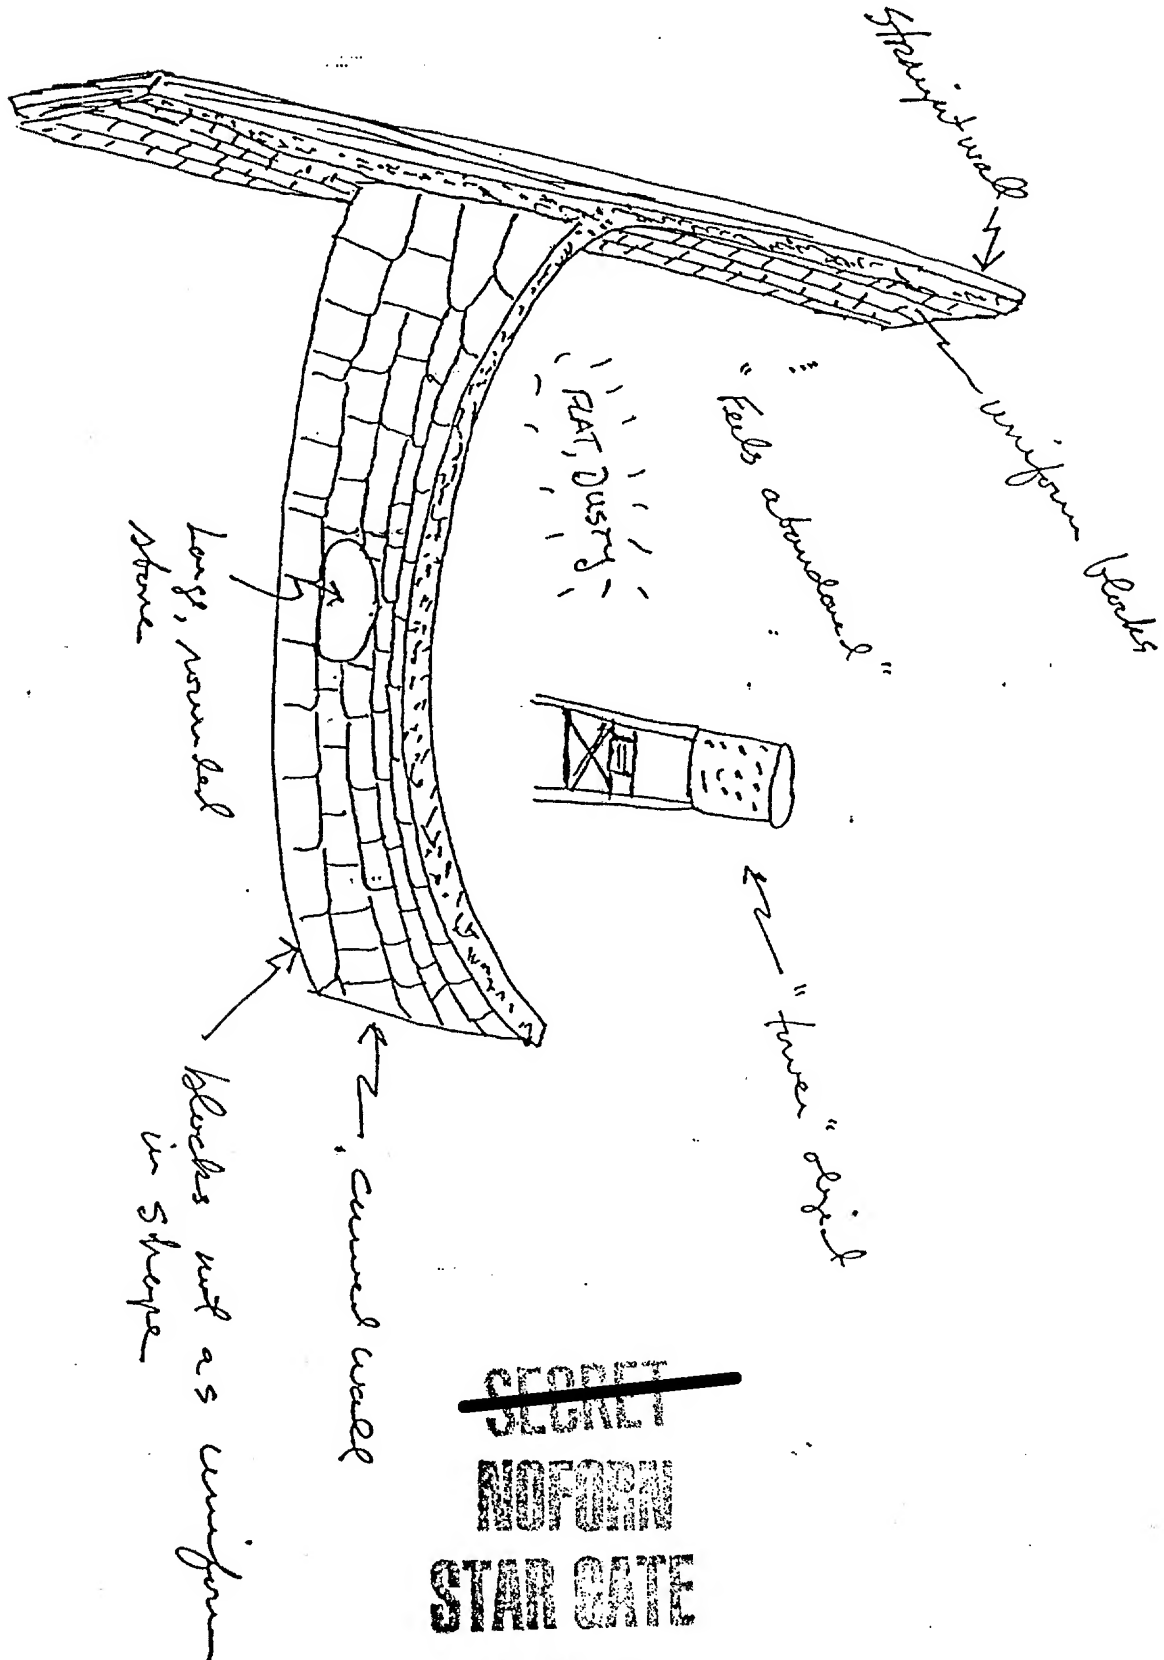 straight wall
uniform blocks
"Feels abandoned"
FLAT, DUSTY
"tower" object
Large, rounded
stone
curved wall
blocks not as uniform
in shape
SECRET
NOFORN
STAR GATE